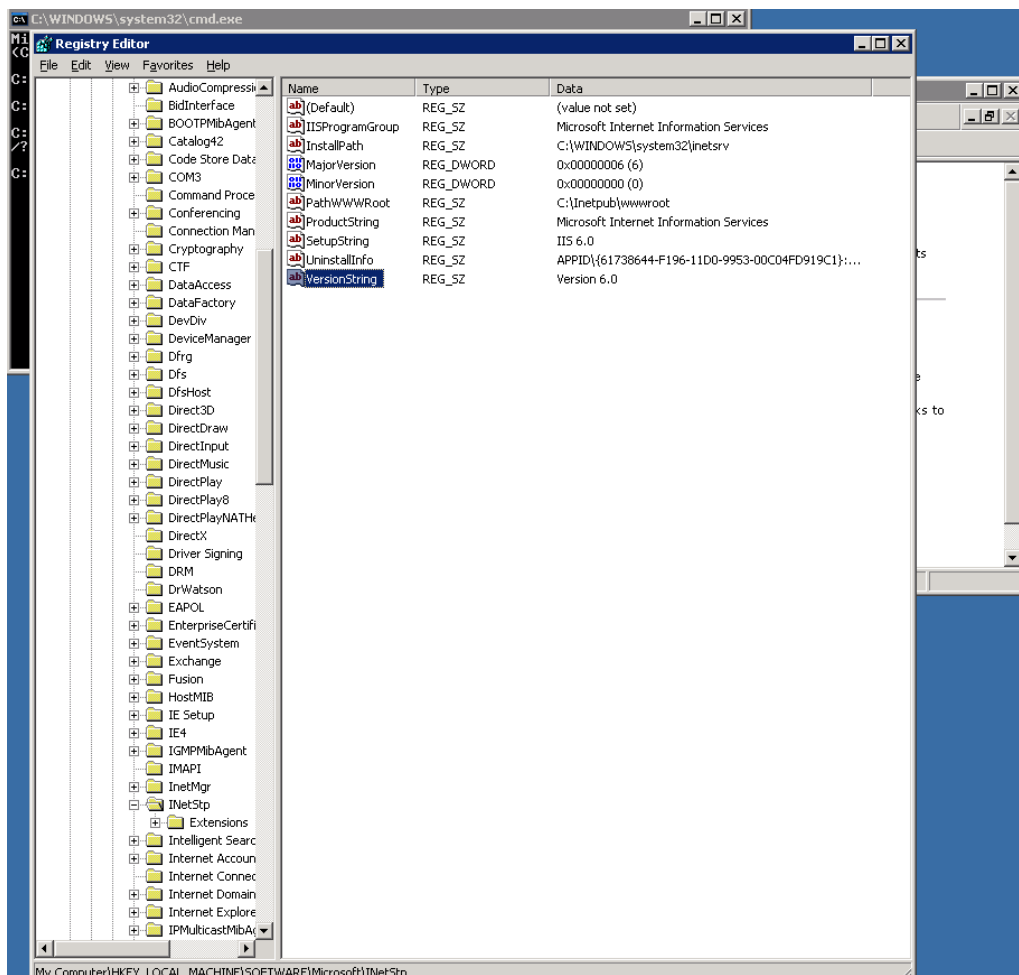 C:\WINDOWS\system32\cmd.exe
Registry Editor
File Edit View Favorites Help
Name Type Data
(Default) REG_SZ (value not set)
IISProgramGroup REG_SZ Microsoft Internet Information Services
InstallPath REG_SZ C:\WINDOWS\system32\inetsrv
MajorVersion REG_DWORD 0x00000006 (6)
MinorVersion REG_DWORD 0x00000000 (0)
PathWWWRoot REG_SZ C:\Inetpub\wwwroot
ProductString REG_SZ Microsoft Internet Information Services
SetupString REG_SZ IIS 6.0
UninstallInfo REG_SZ APPID\{61738644-F196-11D0-9953-00C04FD919C1}:...
VersionString REG_SZ Version 6.0
AudioCompressi
BidInterface
BOOTPMibAgent
Catalog42
Code Store Data
COM3
Command Proce
Conferencing
Connection Man
Cryptography
CTF
DataAccess
DataFactory
DevDiv
DeviceManager
Dfrg
Dfs
DfsHost
Direct3D
DirectDraw
DirectInput
DirectMusic
DirectPlay
DirectPlay8
DirectPlayNATHe
DirectX
Driver Signing
DRM
DrWatson
EAPOL
EnterpriseCertifi
EventSystem
Exchange
Fusion
HostMIB
IE Setup
IE4
IGMPMibAgent
IMAPI
InetMgr
INetStp
Extensions
Intelligent Searc
Internet Accoun
Internet Connec
Internet Domain
Internet Explore
IPMulticastMibA
My Computer\HKEY_LOCAL_MACHINE\SOFTWARE\Microsoft\INetStp
Mi
<C
C:
C:
C:
/?
C:
ts
e
ks to